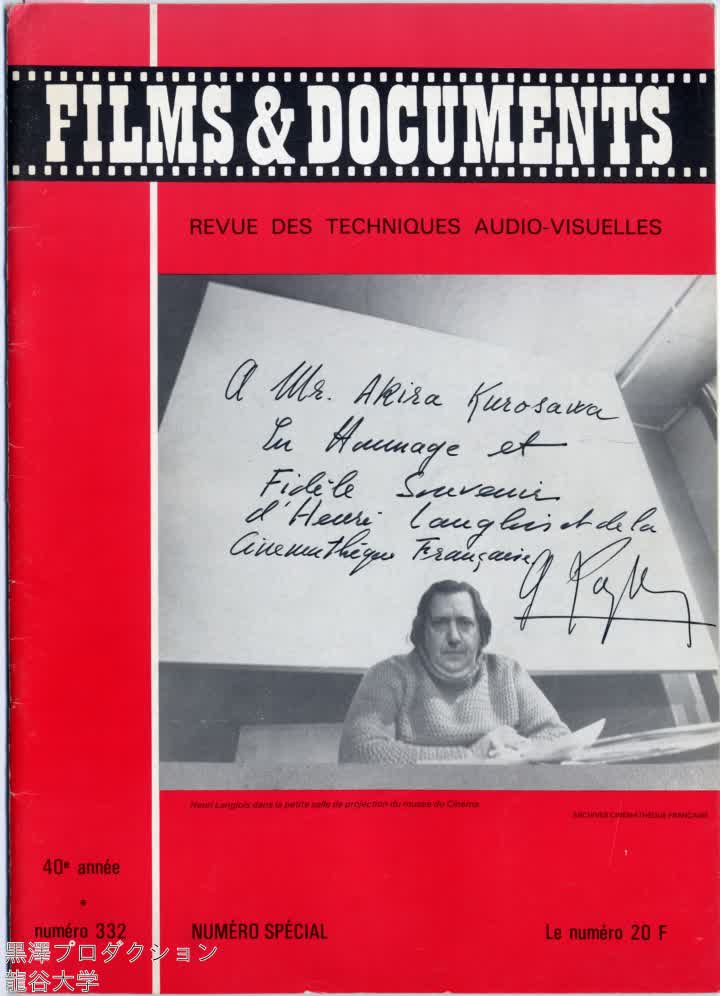 FILMS & DOCUMENTS
REVUE DES TECHNIQUES AUDIO-VISUELLES
A Mr. Akira Kurosawa
En Hommage et
Fidèle Souvenir
d'Henri Langlois et de la
Cinemathèque Française
Henri Langlois dans la petite salle de projection du musée du Cinéma
ARCHIVES CINEMATHEQUE FRANÇAISE
40e année
*
numéro 332
NUMÉRO SPÉCIAL
Le numéro 20 F
黒澤プロダクション
龍谷大学